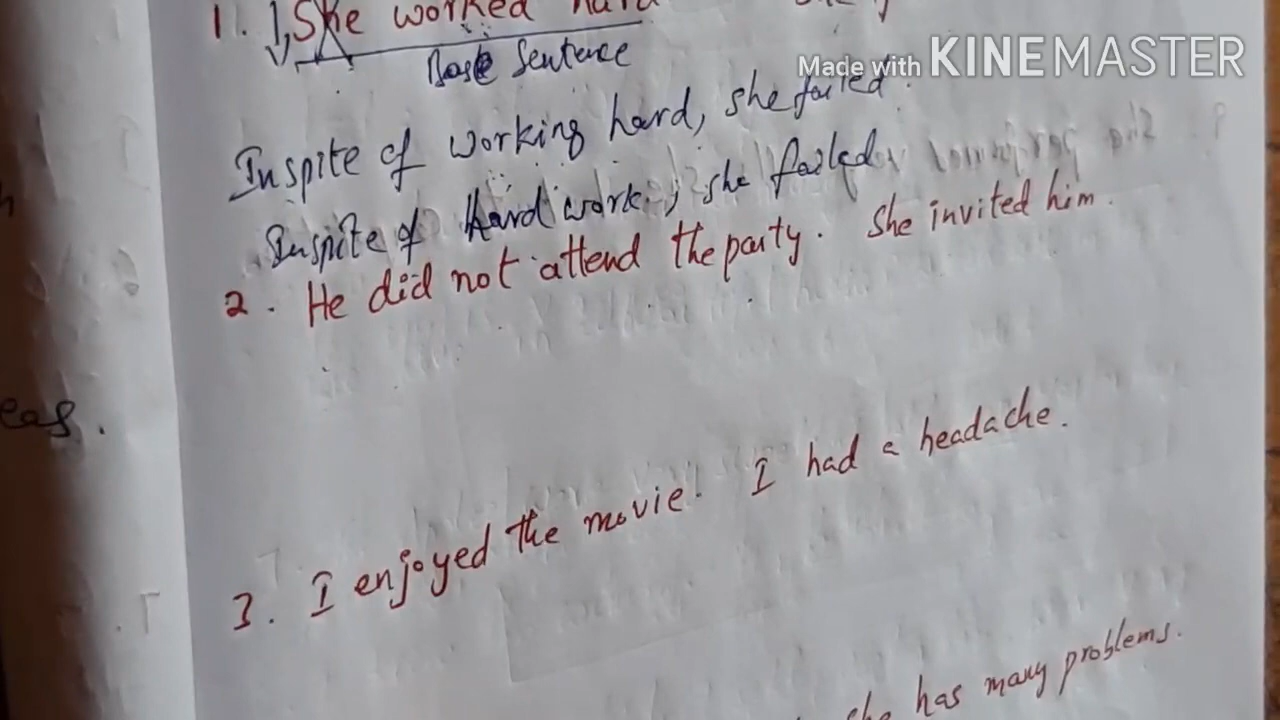 1. She worked hard
Base Sentence
Made with KINEMASTER
Inspite of working hard, she failed.
Inspite of Hard work, she failed
2. He did not attend the party. She invited him.
eas.
3. I enjoyed the movie. I had a headache.
she has many problems.